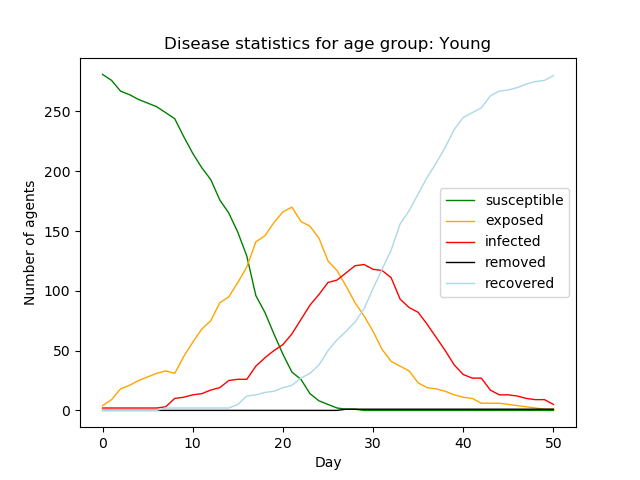 Disease statistics for age group: Young
Number of agents
250
200
150
100
50
0
susceptible
exposed
infected
removed
recovered
0 10 20 30 40 50
Day